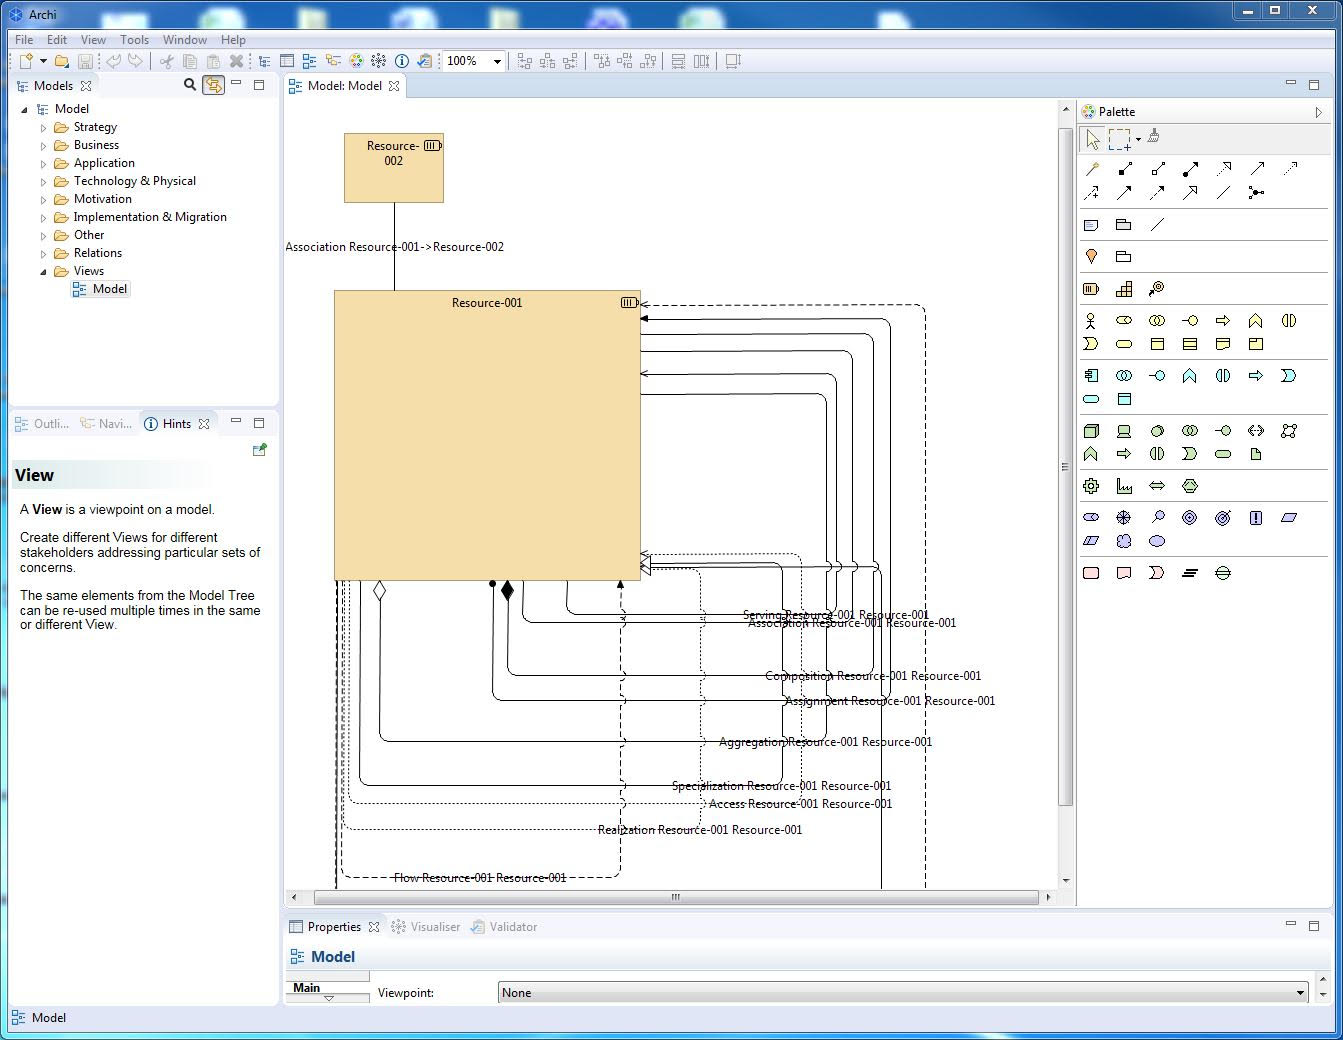 Archi
File Edit View Tools Window Help
100%
Models
Model
Strategy
Business
Application
Technology & Physical
Motivation
Implementation & Migration
Other
Relations
Views
Model
Outli... Navi... Hints
View
A View is a viewpoint on a model.
Create different Views for different
stakeholders addressing particular sets of
concerns.
The same elements from the Model Tree
can be re-used multiple times in the same
or different View.
Model: Model
Resource-
002
Association Resource-001->Resource-002
Resource-001
Serving Resource-001 Resource-001
Association Resource-001 Resource-001
Composition Resource-001 Resource-001
Assignment Resource-001 Resource-001
Aggregation Resource-001 Resource-001
Specialization Resource-001 Resource-001
Access Resource-001 Resource-001
Realization Resource-001 Resource-001
Flow Resource-001 Resource-001
Palette
Properties Visualiser Validator
Model
Main
Viewpoint: None
Model